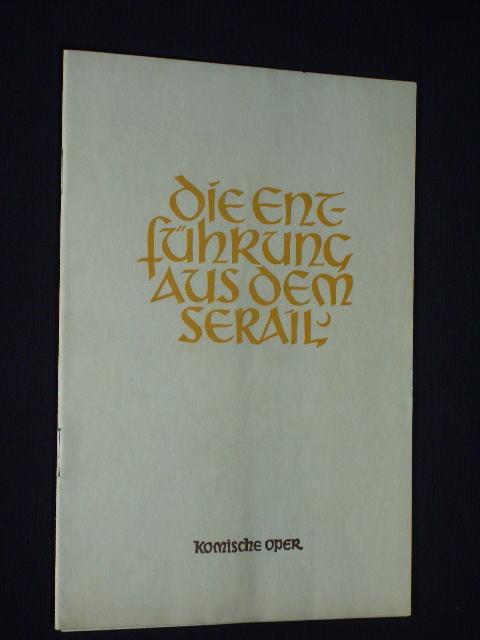 Die Ent-
führung
aus dem
Serail
Komische Oper